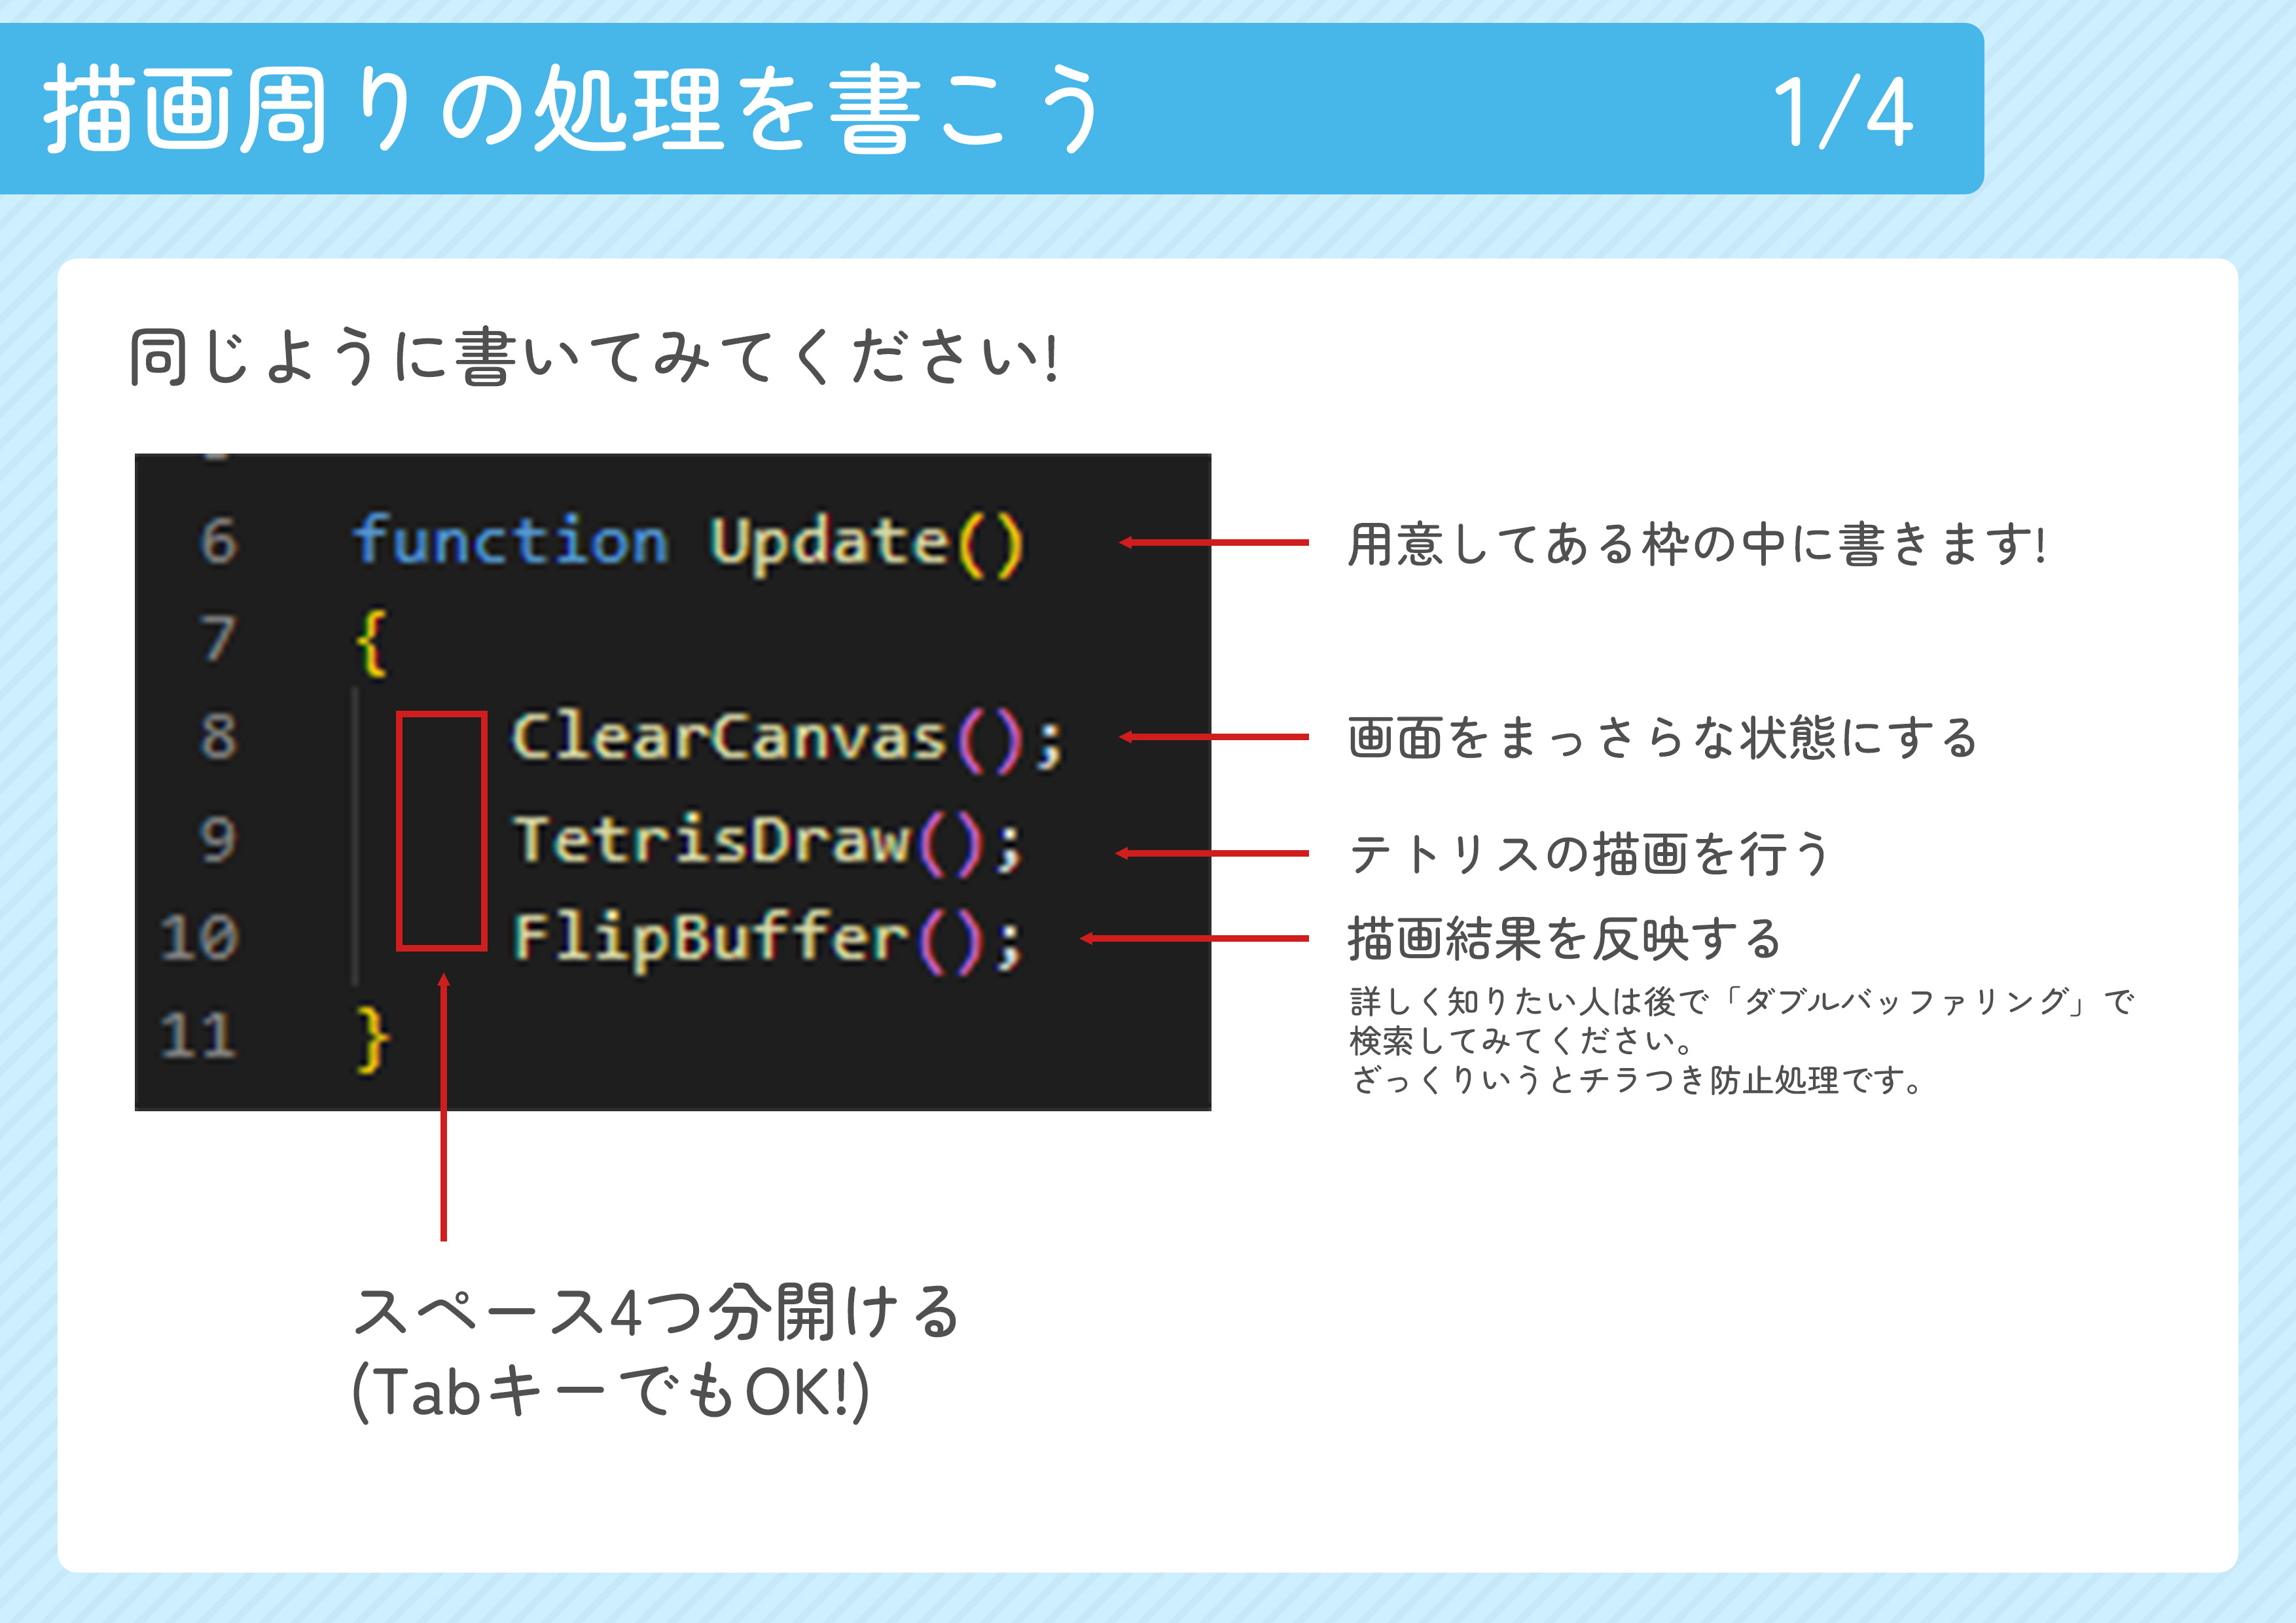 描画周りの処理を書こう 1/4
同じように書いてみてください!
6 function Update()
用意してある枠の中に書きます!
7 {
8 ClearCanvas();
画面をまっさらな状態にする
9 TetrisDraw();
テトリスの描画を行う
10 FlipBuffer();
描画結果を反映する
詳しく知りたい人は後で「ダブルバッファリング」で
検索してみてください。
ざっくりいうとチラつき防止処理です。
11 }
スペース4つ分開ける
(TabキーでもOK!)